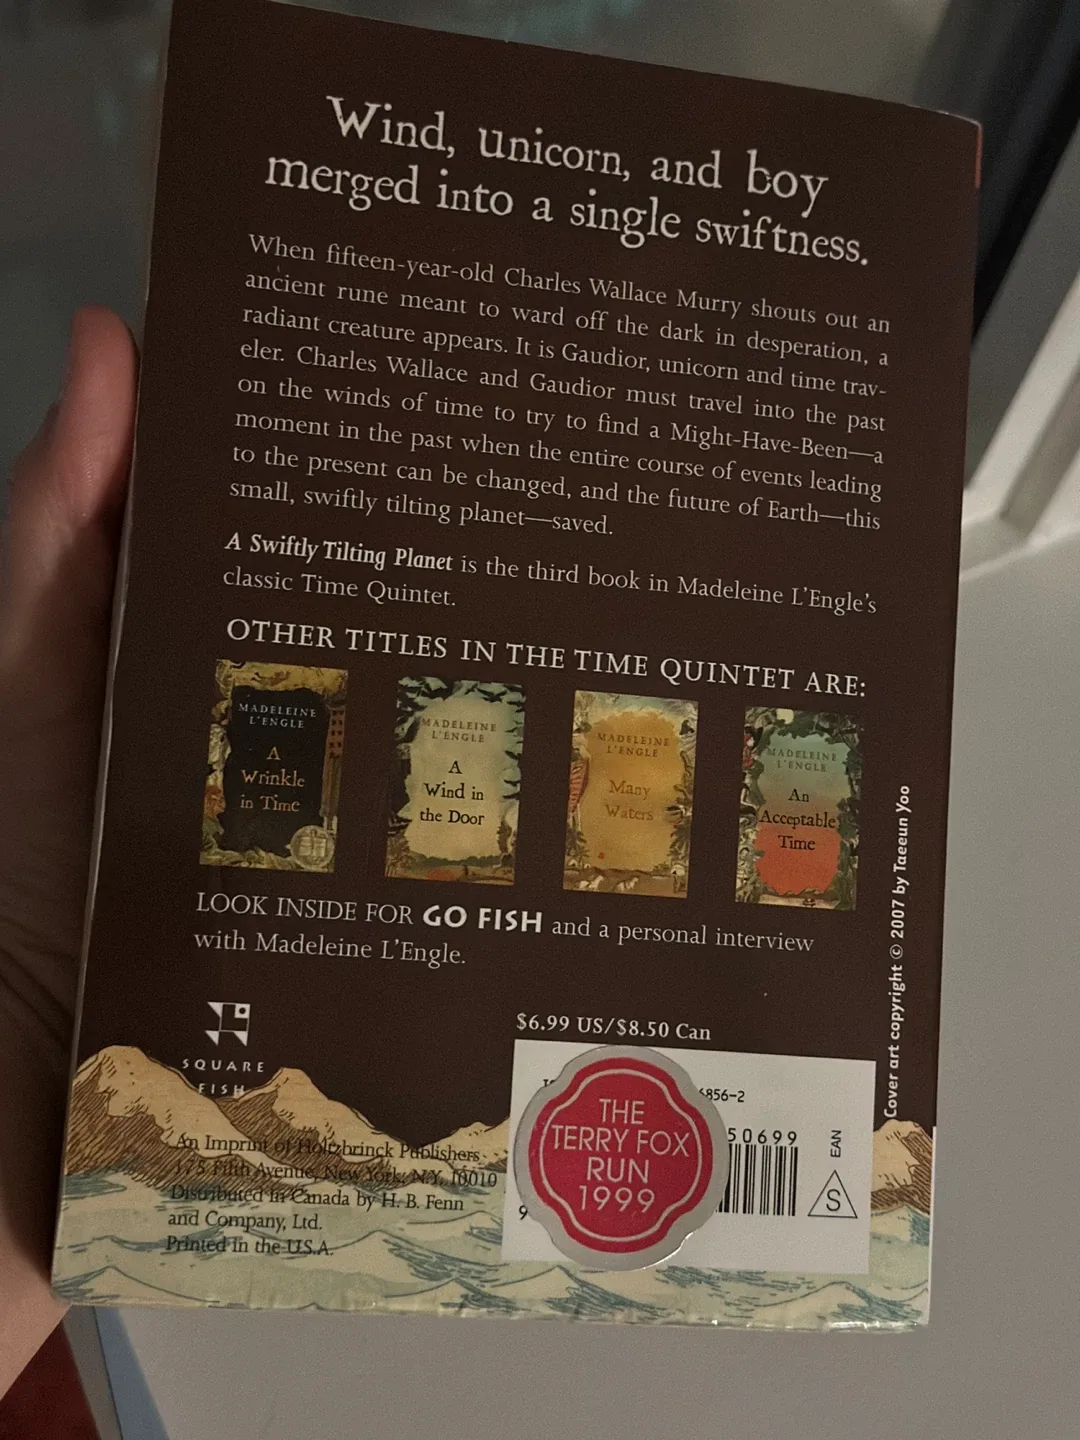 Wind, unicorn, and boy
merged into a single swiftness.
When fifteen-year-old Charles Wallace Murry shouts out an
ancient rune meant to ward off the dark in desperation, a
radiant creature appears. It is Gaudior, unicorn and time trav-
eler. Charles Wallace and Gaudior must travel into the past
on the winds of time to try to find a Might-Have-Been—a
moment in the past when the entire course of events leading
to the present can be changed, and the future of Earth—this
small, swiftly tilting planet—saved.
A Swiftly Tilting Planet is the third book in Madeleine L'Engle's
classic Time Quintet.
OTHER TITLES IN THE TIME QUINTET ARE:
MADELEINE
L'ENGLE
A
Wrinkle
in Time
MADELEINE
L'ENGLE
A
Wind in
the Door
MADELEINE
L'ENGLE
Many
Waters
MADELEINE
L'ENGLE
An
Acceptable
Time
LOOK INSIDE FOR GO FISH and a personal interview
with Madeleine L'Engle.
SQUARE
FISH
An Imprint of Holtzbrinck Publishers
175 Fifth Avenue, New York, N.Y. 10010
Distributed in Canada by H. B. Fenn
and Company, Ltd.
Printed in the U.S.A.
$6.99 US/$8.50 Can
6856-2
50699
EAN
S
9
THE
TERRY FOX
RUN
1999
Cover art copyright © 2007 by Taeeun Yoo